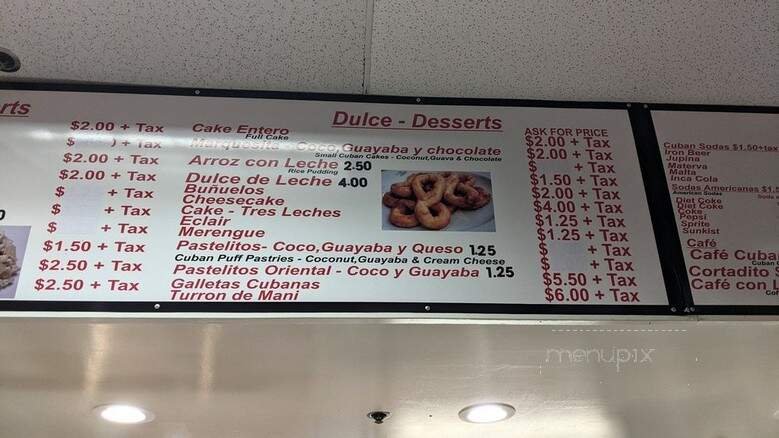 rts
$2.00 + Tax
$ ) + Tax
$2.00 + Tax
$2.00 + Tax
$ + Tax
$ + Tax
$ + Tax
$1.50 + Tax
$2.50 + Tax
$2.50 + Tax
0
Dulce - Desserts
Cake Entero
Full Cake
Marquesita - Coco,Guayaba y chocolate
Small Cuban Cakes - Coconut,Guava & Chocolate
Arroz con Leche 2.50
Rice Pudding
Dulce de Leche 4.00
Buñuelos
Cheesecake
Cake - Tres Leches
Eclair
Merengue
Pastelitos- Coco,Guayaba y Queso 1.25
Cuban Puff Pastries - Coconut,Guayaba & Cream Cheese
Pastelitos Oriental - Coco y Guayaba 1.25
Galletas Cubanas
Turron de Mani
ASK FOR PRICE
$2.00 + Tax
$2.00 + Tax
$ + Tax
$1.50 + Tax
$2.00 + Tax
$4.00 + Tax
$1.25 + Tax
$1.25 + Tax
$ + Tax
$ + Tax
$5.50 + Tax
$6.00 + Tax
Cuban Sodas $1.50+tax
Iron Beer
Jupina
Materva
Malta
Inca Cola
Sodas Americanas $1.
American Sodas
Diet Coke
Diet Coke
Coke
Pepsi
Sprite
Sunkist
Café
Café Cuba
Cuban
Cortadito S
Café con L
menupix